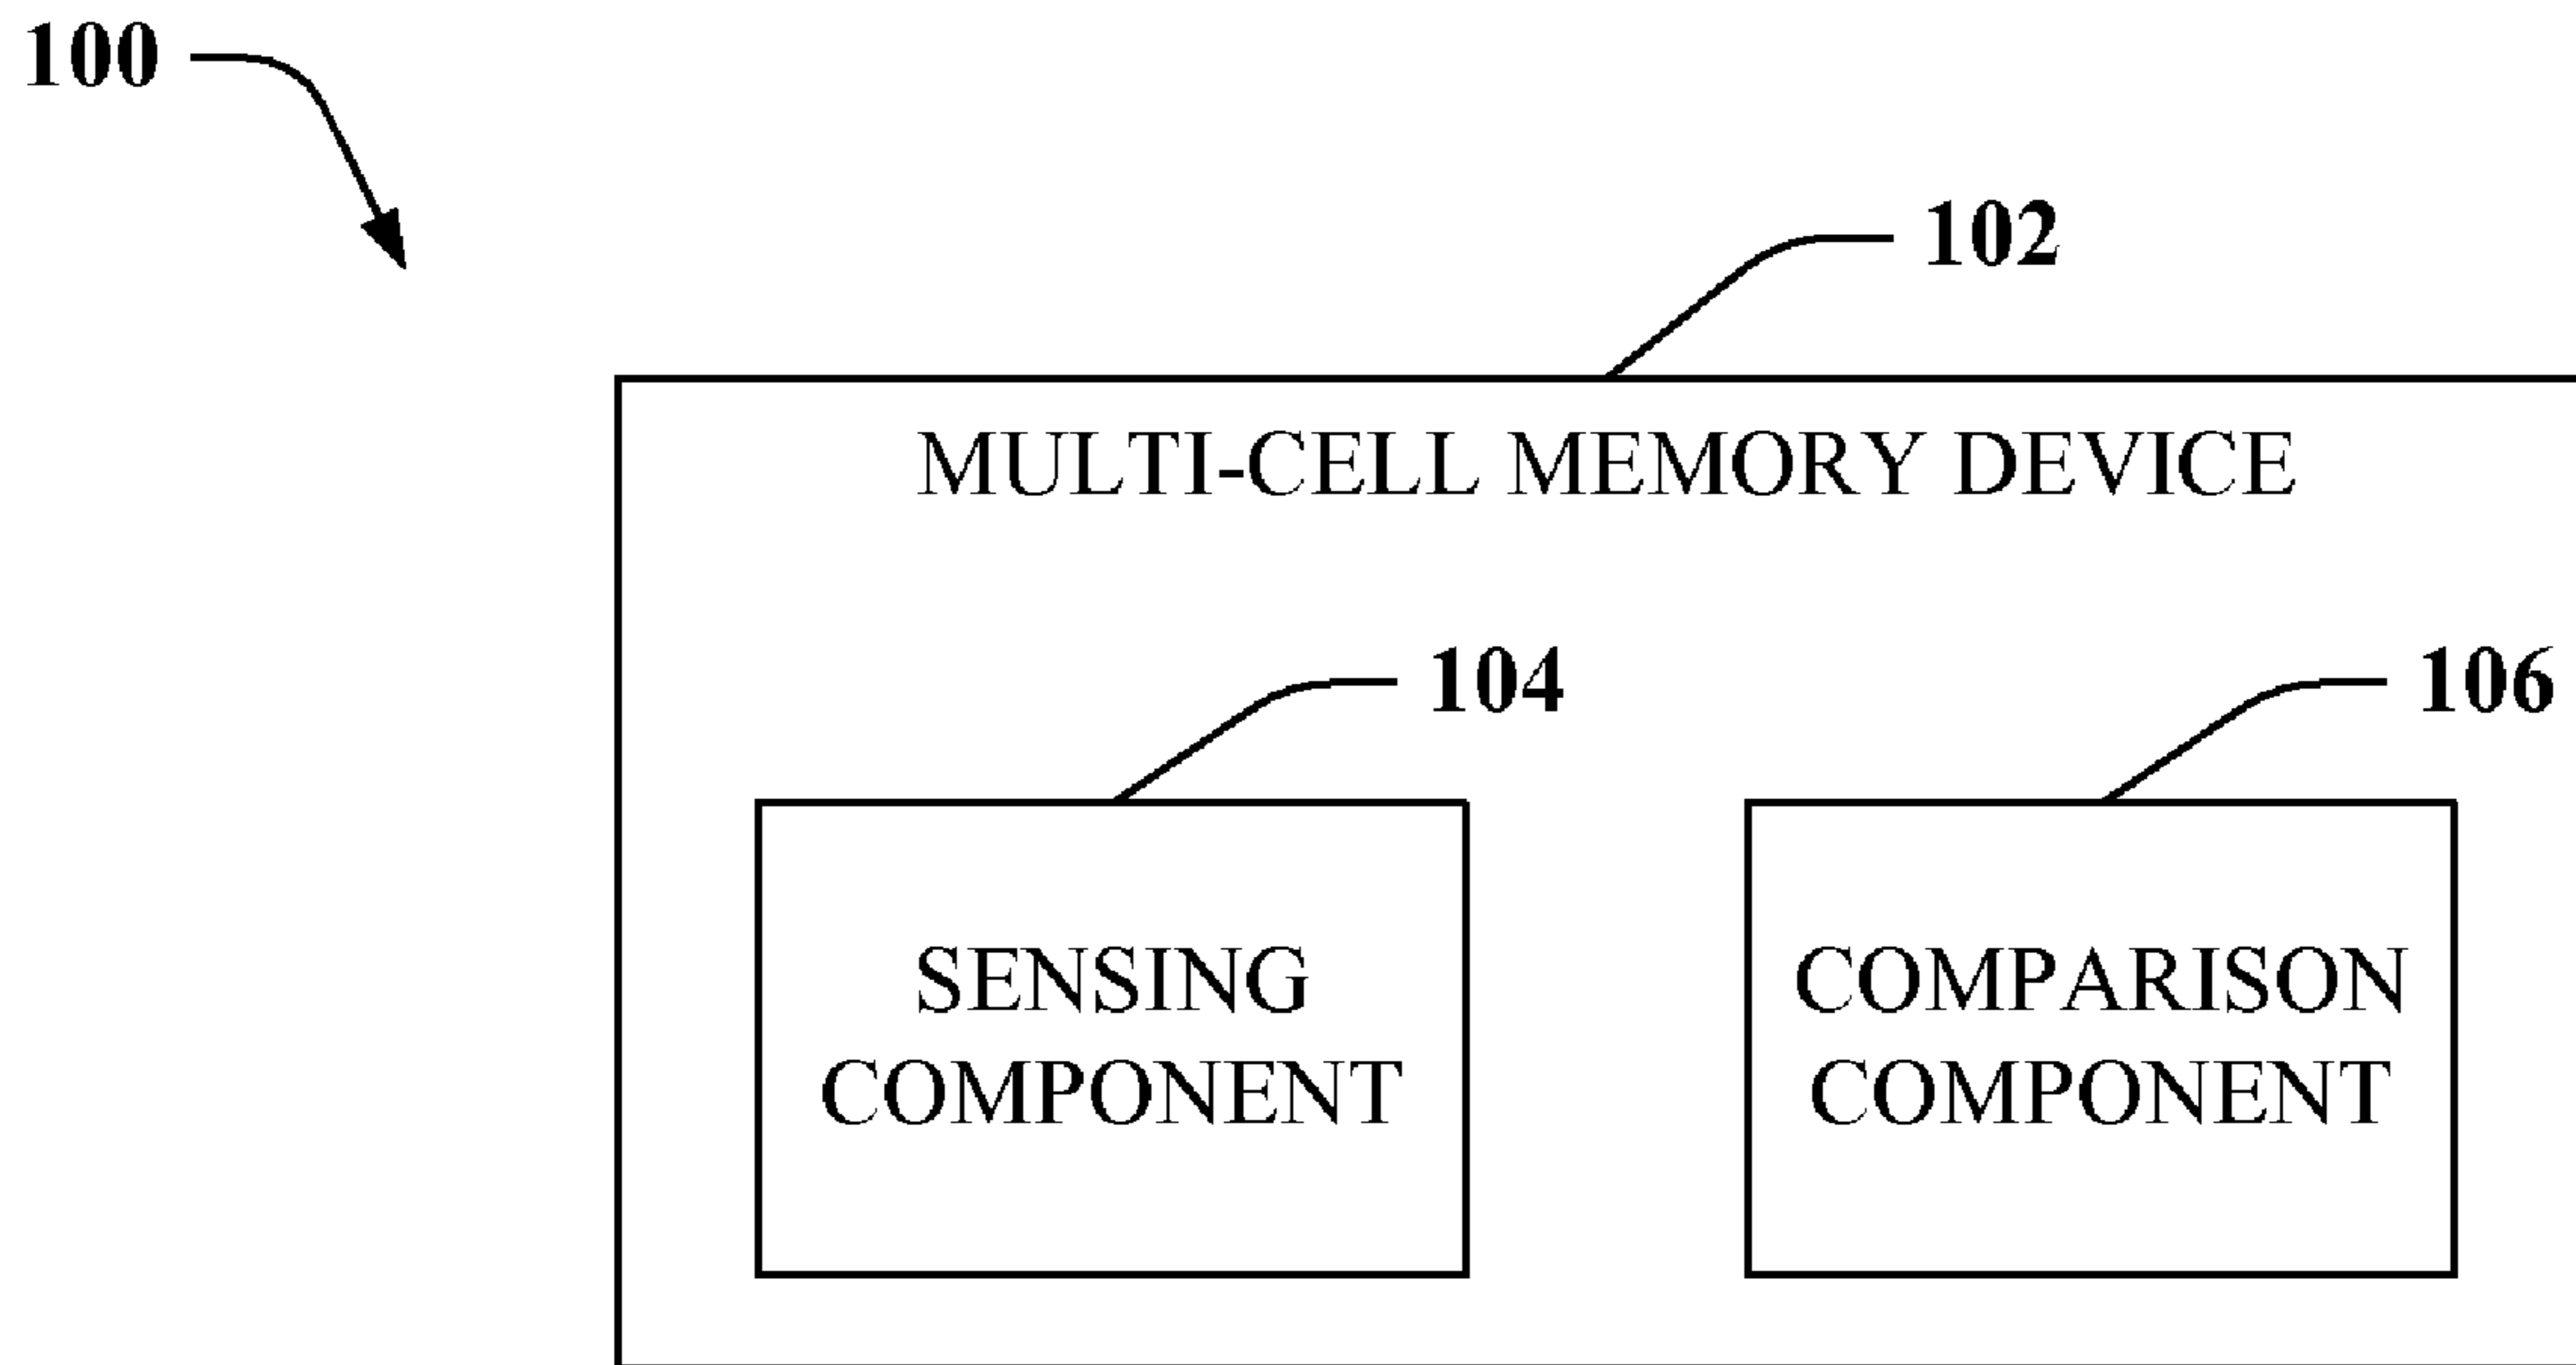 100
102
MULTI-CELL MEMORY DEVICE
104
106
SENSING
COMPONENT
COMPARISON
COMPONENT